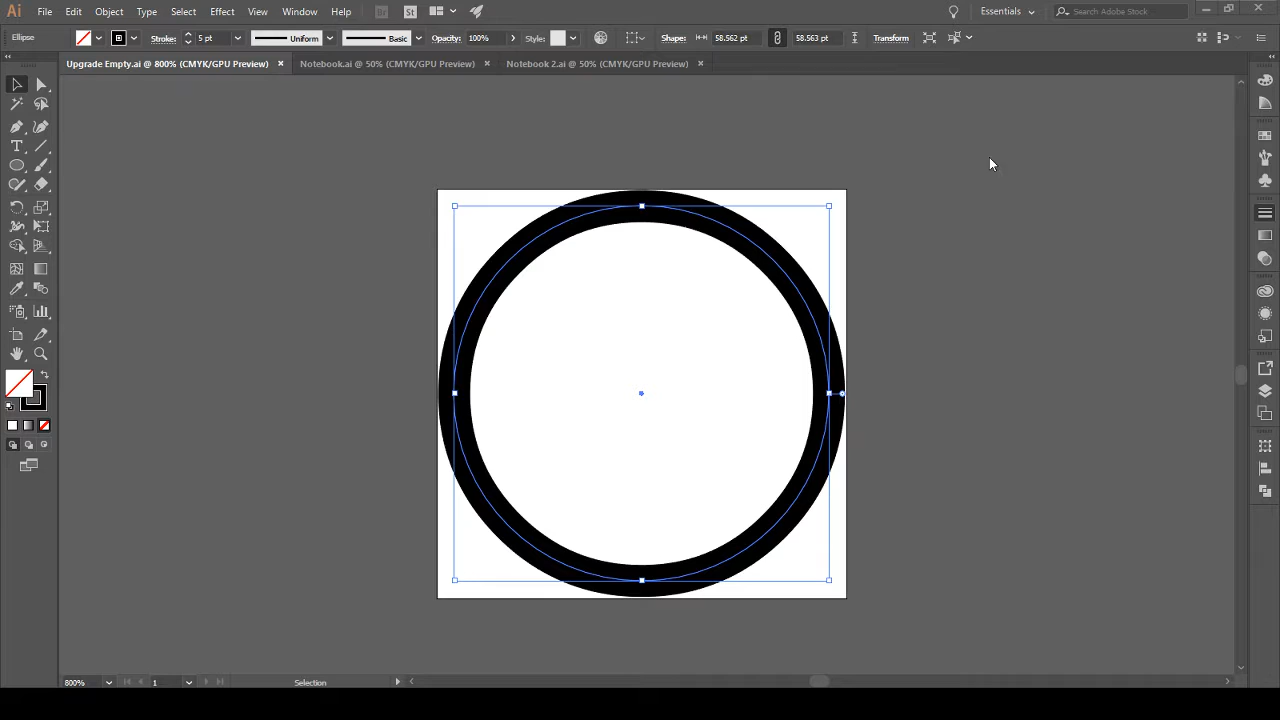 Ai File Edit Object Type Select Effect View Window Help Br St Essentials Search Adobe Stock
Ellipse Stroke: 5 pt Uniform Basic Opacity: 100% Style: Shape: 58.562 pt 58.563 pt Transform
Upgrade Empty.ai @ 800% (CMYK/GPU Preview) Notebook.ai @ 50% (CMYK/GPU Preview) Notebook 2.ai @ 50% (CMYK/GPU Preview)
800% 1 Selection